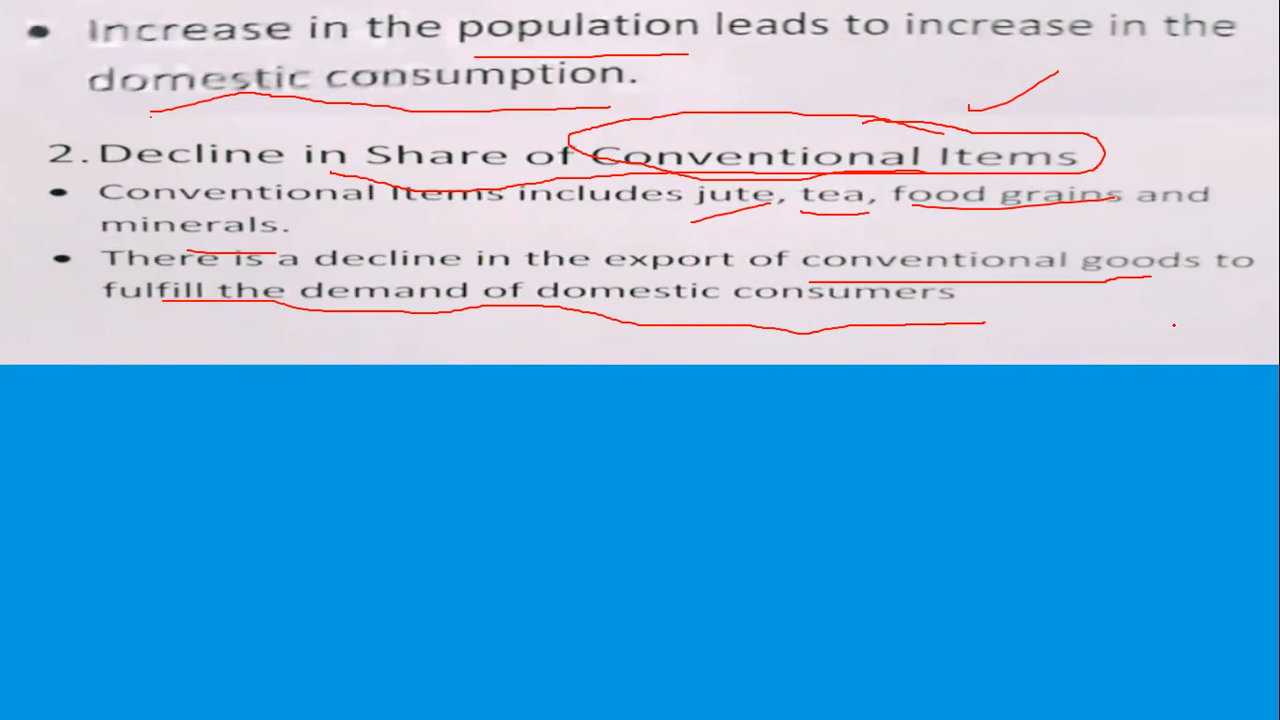 • Increase in the population leads to increase in the
domestic consumption.
2. Decline in Share of Conventional Items
• Conventional Items includes jute, tea, food grains and
minerals.
• There is a decline in the export of conventional goods to
fulfill the demand of domestic consumers